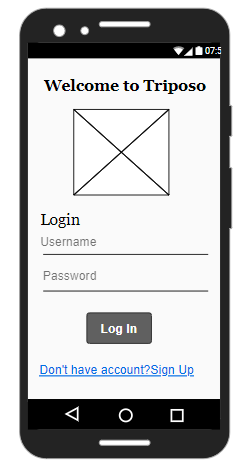 07:5
Welcome to Triposo
Login
Username
Password
Log In
Don't have account?Sign Up